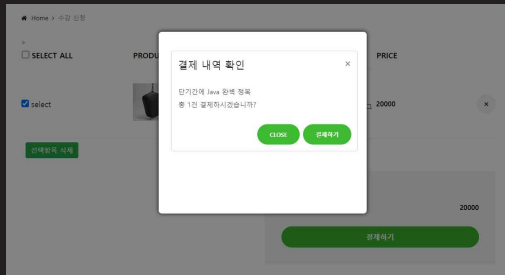 Home > 수강 신청
SELECT ALL
PRODU
PRICE
결제 내역 확인
×
단기간에 Java 완벽 정복
총 1건 결제하시겠습니까?
CLOSE
결제하기
select
20000
×
선택항목 삭제
20000
결제하기